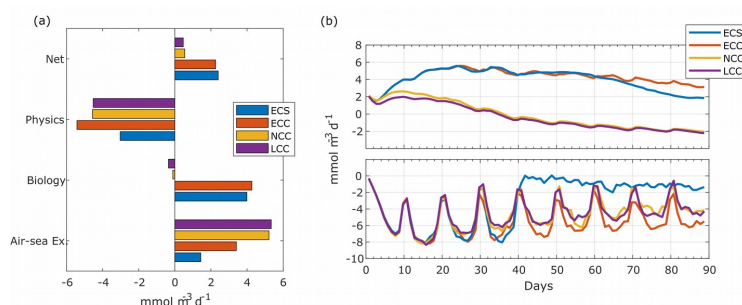 (a)
Net
Physics
Biology
Air-sea Ex
ECS
ECC
NCC
LCC
-6 -4 -2 0 2 4 6
mmol m̄³ d⁻¹
(b)
ECS
ECC
NCC
LCC
8
6
4
2
0
-2
mmol m̄³ d⁻¹
0
-2
-4
-6
-8
-10
0 10 20 30 40 50 60 70 80 90
Days